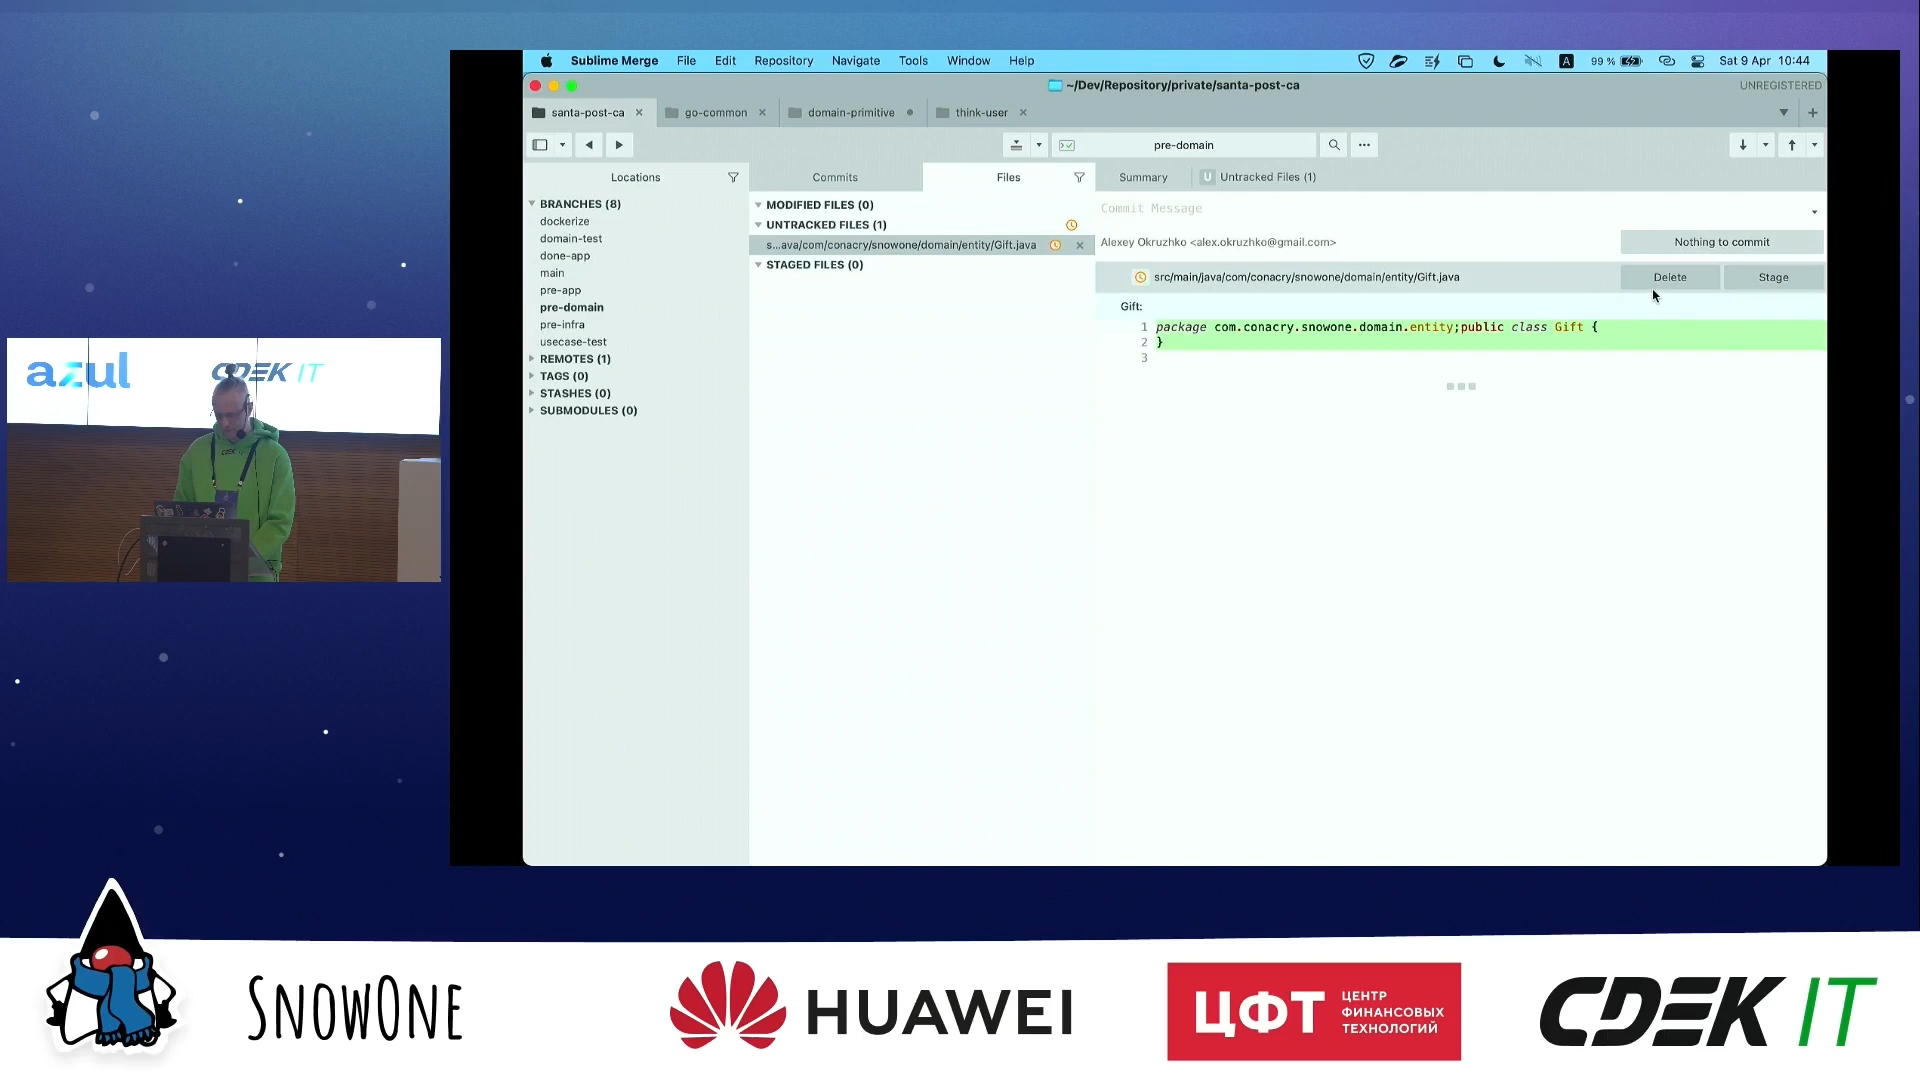 Sublime Merge File Edit Repository Navigate Tools Window Help
A 99 % Sat 9 Apr 10:44
~/Dev/Repository/private/santa-post-ca
UNREGISTERED
santa-post-ca
go-common
domain-primitive
think-user
pre-domain
Locations
Commits
Files
Summary
U Untracked Files (1)
BRANCHES (8)
dockerize
domain-test
done-app
main
pre-app
pre-domain
pre-infra
usecase-test
REMOTES (1)
TAGS (0)
STASHES (0)
SUBMODULES (0)
MODIFIED FILES (0)
UNTRACKED FILES (1)
s...ava/com/conacry/snowone/domain/entity/Gift.java
STAGED FILES (0)
Commit Message
Alexey Okruzhko <alex.okruzhko@gmail.com>
Nothing to commit
src/main/java/com/conacry/snowone/domain/entity/Gift.java
Delete
Stage
Gift:
1 package com.conacry.snowone.domain.entity;public class Gift {
2 }
3
azul
CDEK IT
CDEK IT
SNOWONE
HUAWEI
ЦФТ
ЦЕНТР
ФИНАНСОВЫХ
ТЕХНОЛОГИЙ
CDEK IT